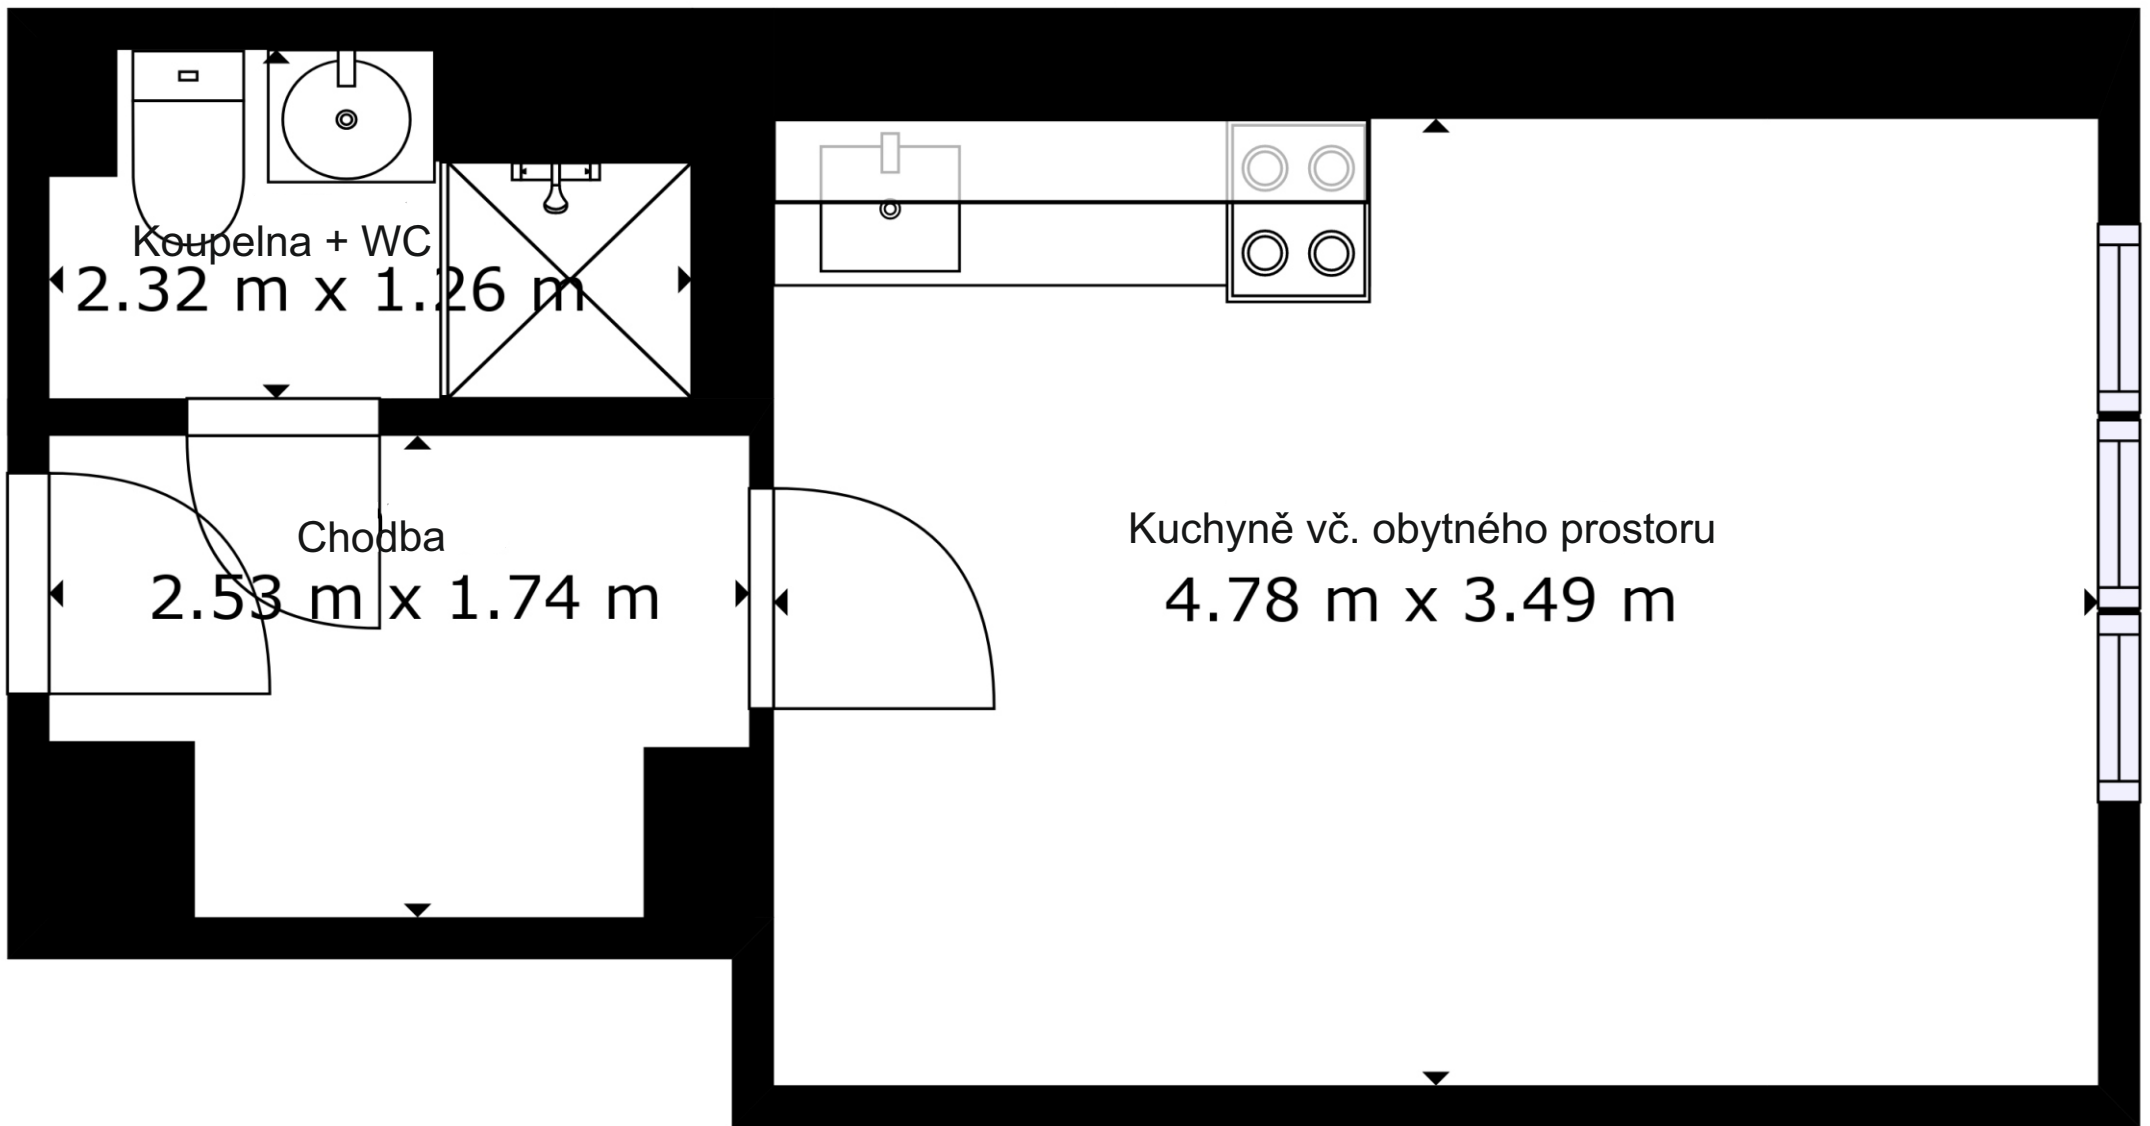 Koupelna + WC
2.32 m x 1.26 m
Chodba
2.53 m x 1.74 m
Kuchyně vč. obytného prostoru
4.78 m x 3.49 m